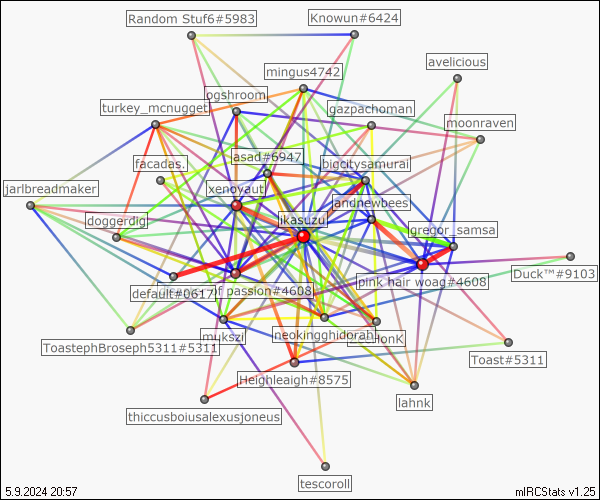 Random Stuf6#5983
Knowun#6424
avelicious
mingus4742
ogshroom
turkey_mcnugget
gazpachoman
moonraven
asad#6947
facadas.
bigcitysamurai
jarlbreadmaker
xenoyaut
andnewbees
likasuzu
doggerdig
gregor_samsa
Duck™#9103
pink hair woag#4608
passion#4608
default#0617
mukszi
neokingghidorah
ToastephBroseph5311#5311
Toast#5311
Heighleaigh#8575
lahnk
thiccusboiusalexusjoneus
tescoroll
5.9.2024 20:57
mIRCStats v1.25